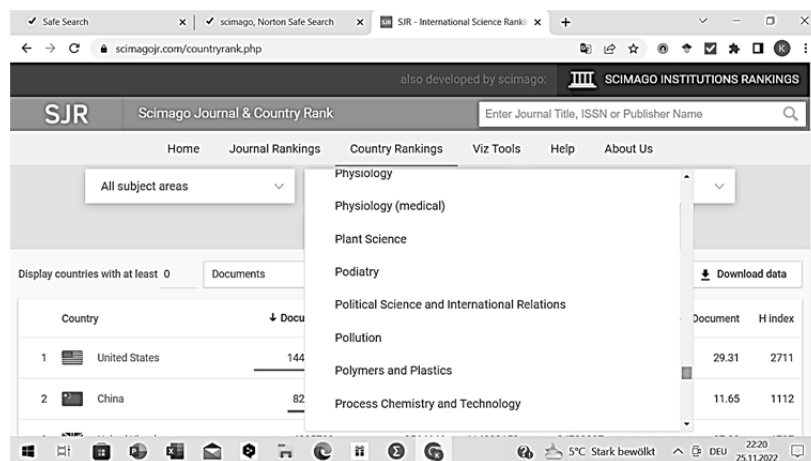 Safe Search × scimago, Norton Safe Search × SJR - International Science Ranki × +
scimagojr.com/countryrank.php K
also developed by scimago: SCIMAGO INSTITUTIONS RANKINGS
SJR Scimago Journal & Country Rank Enter Journal Title, ISSN or Publisher Name
Home Journal Rankings Country Rankings Viz Tools Help About Us
All subject areas
Physiology
Physiology (medical)
Plant Science
Podiatry
Political Science and International Relations
Pollution
Polymers and Plastics
Process Chemistry and Technology
Display countries with at least 0 Documents Download data
Country ↓ Docu Document H index
1 United States 144 29.31 2711
2 China 82 11.65 1112
5°C Stark bewölkt DEU 22:20
25.11.2022